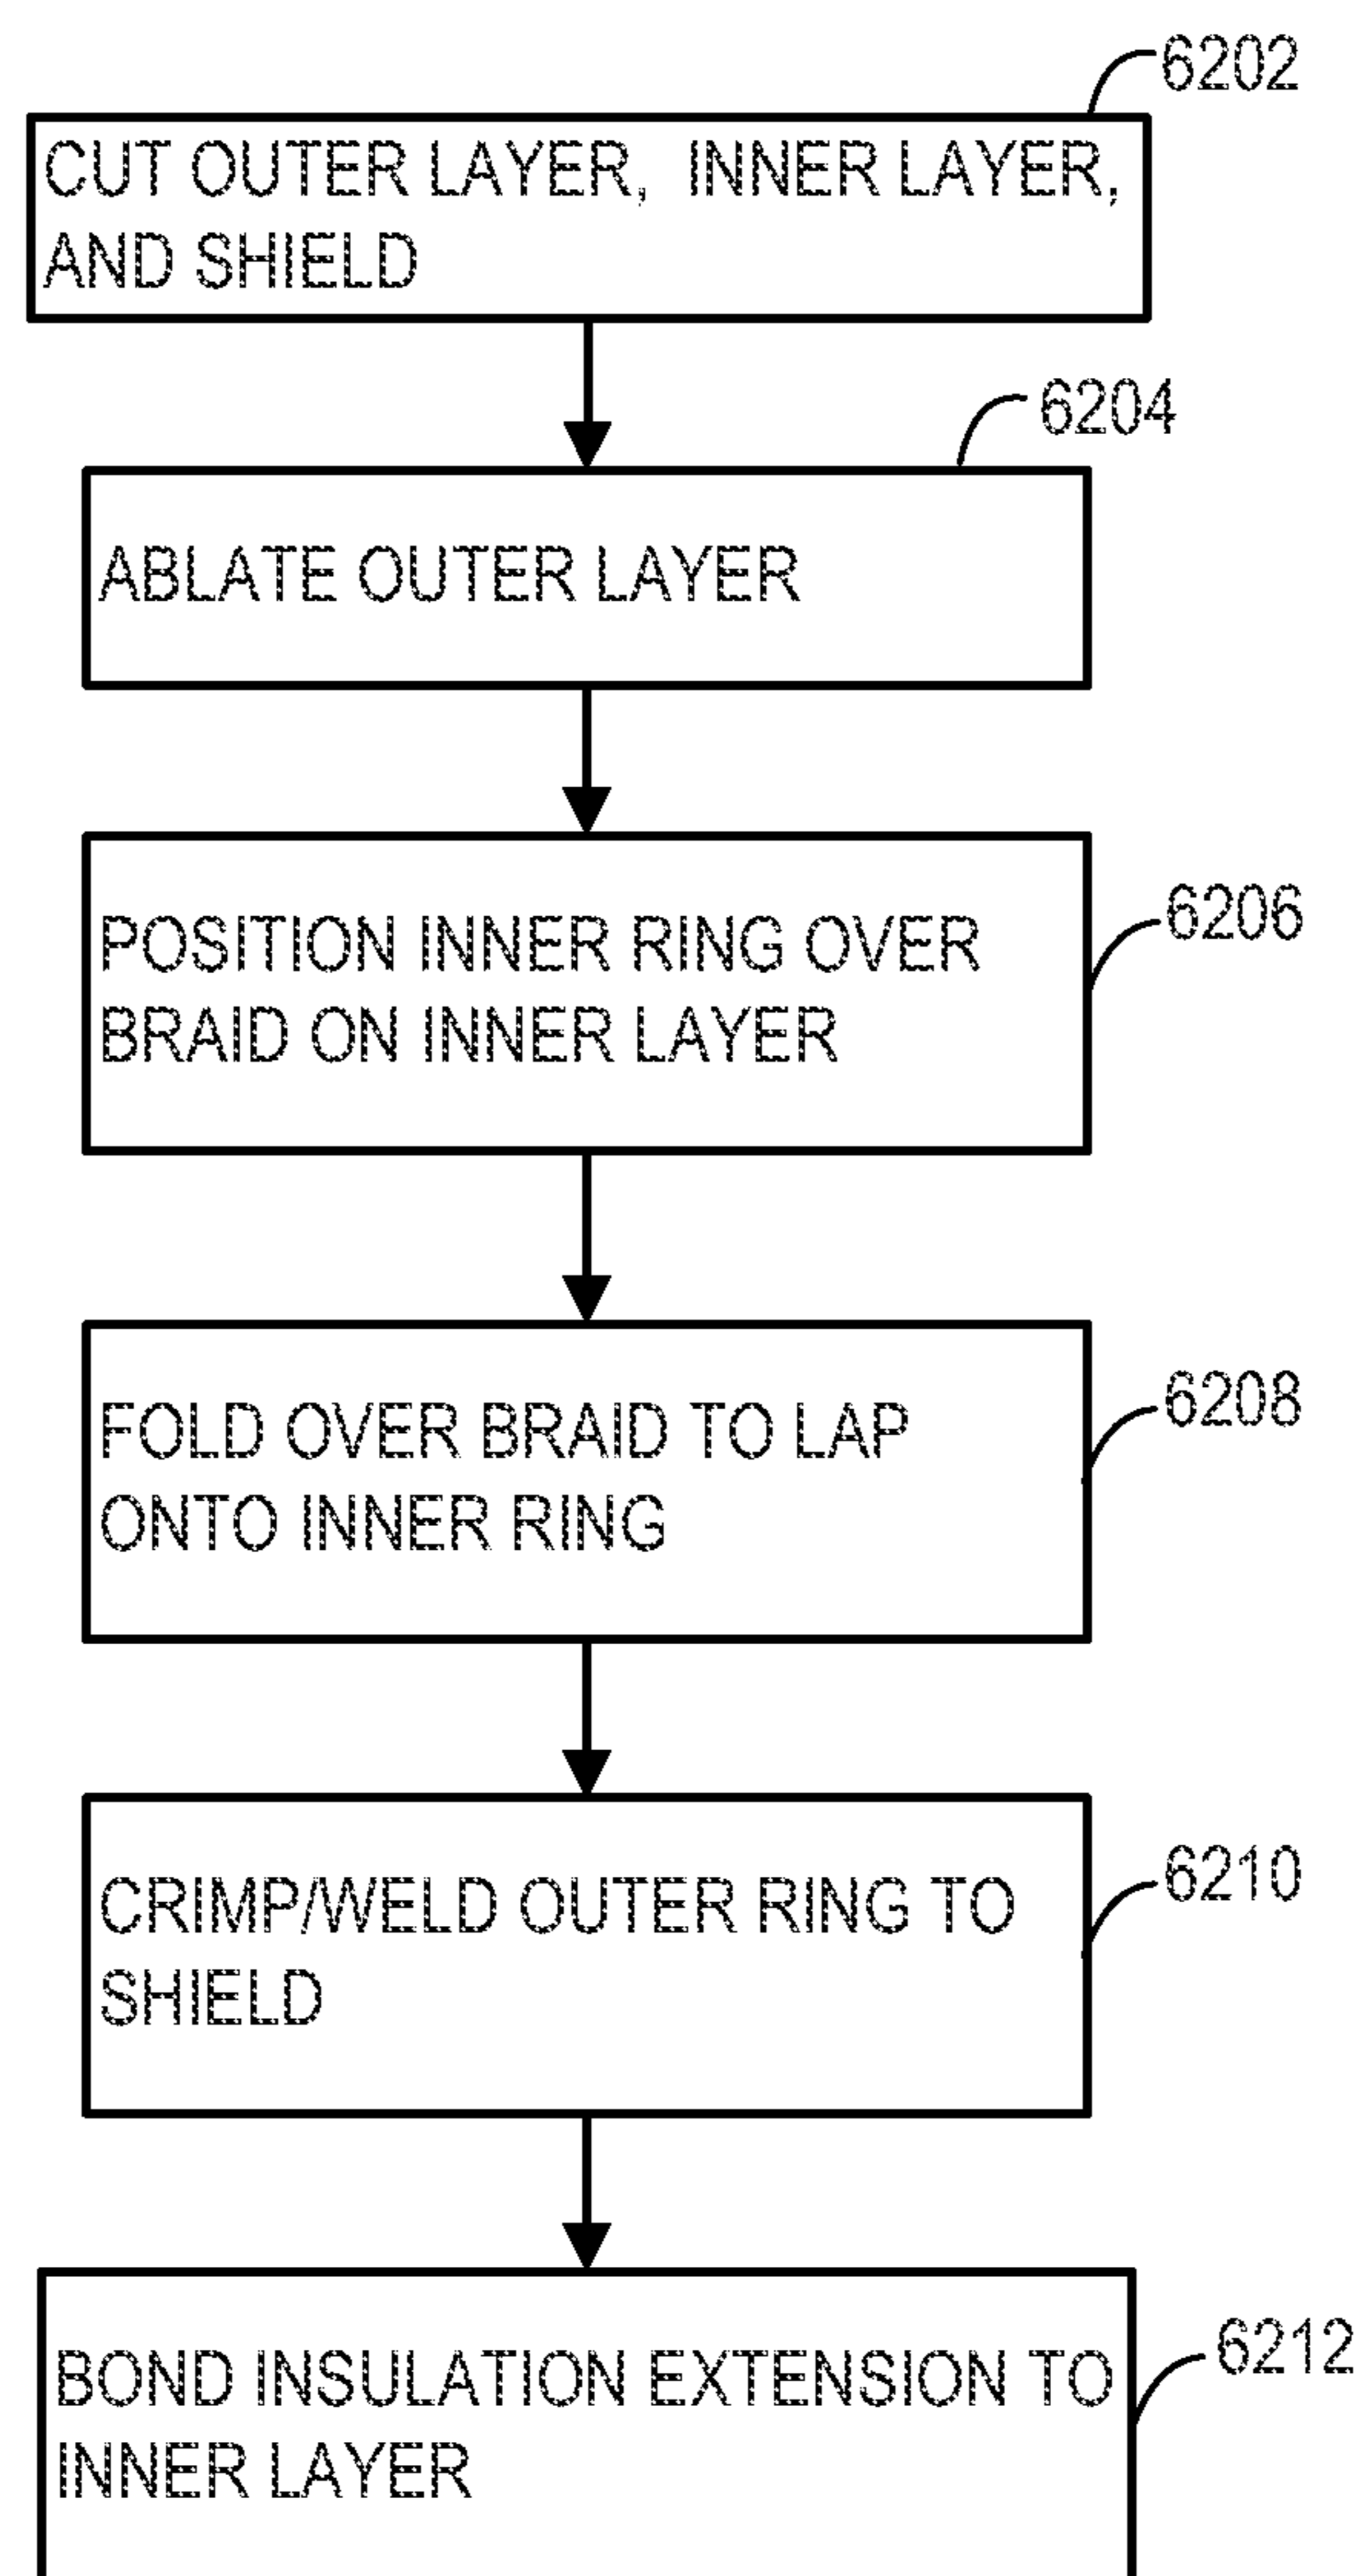 6202
CUT OUTER LAYER, INNER LAYER,
AND SHIELD
6204
ABLATE OUTER LAYER
POSITION INNER RING OVER
BRAID ON INNER LAYER
6206
FOLD OVER BRAID TO LAP
ONTO INNER RING
6208
CRIMP/WELD OUTER RING TO
SHIELD
6210
BOND INSULATION EXTENSION TO
INNER LAYER
6212